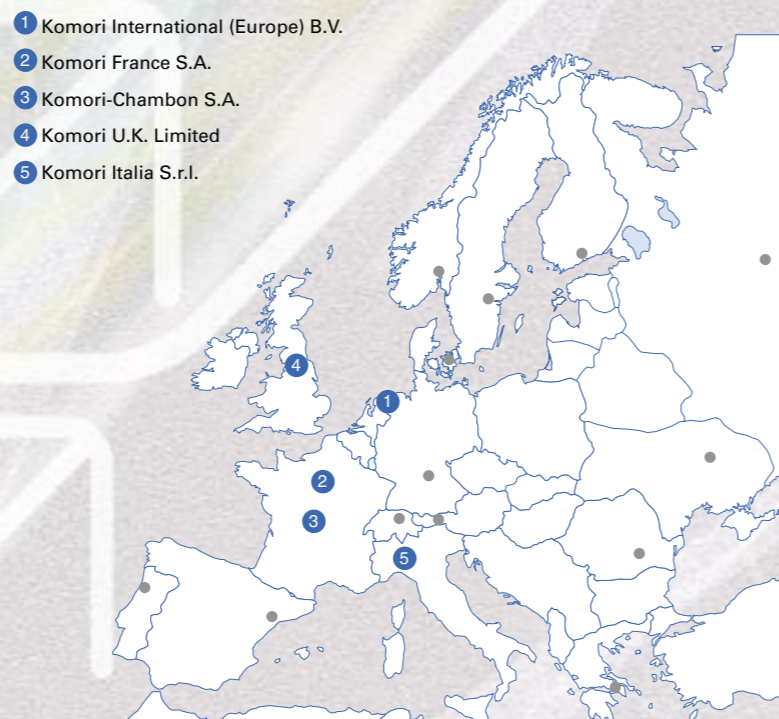 1 Komori International (Europe) B.V.
2 Komori France S.A.
3 Komori-Chambon S.A.
4 Komori U.K. Limited
5 Komori Italia S.r.l.
4
1
2
3
5